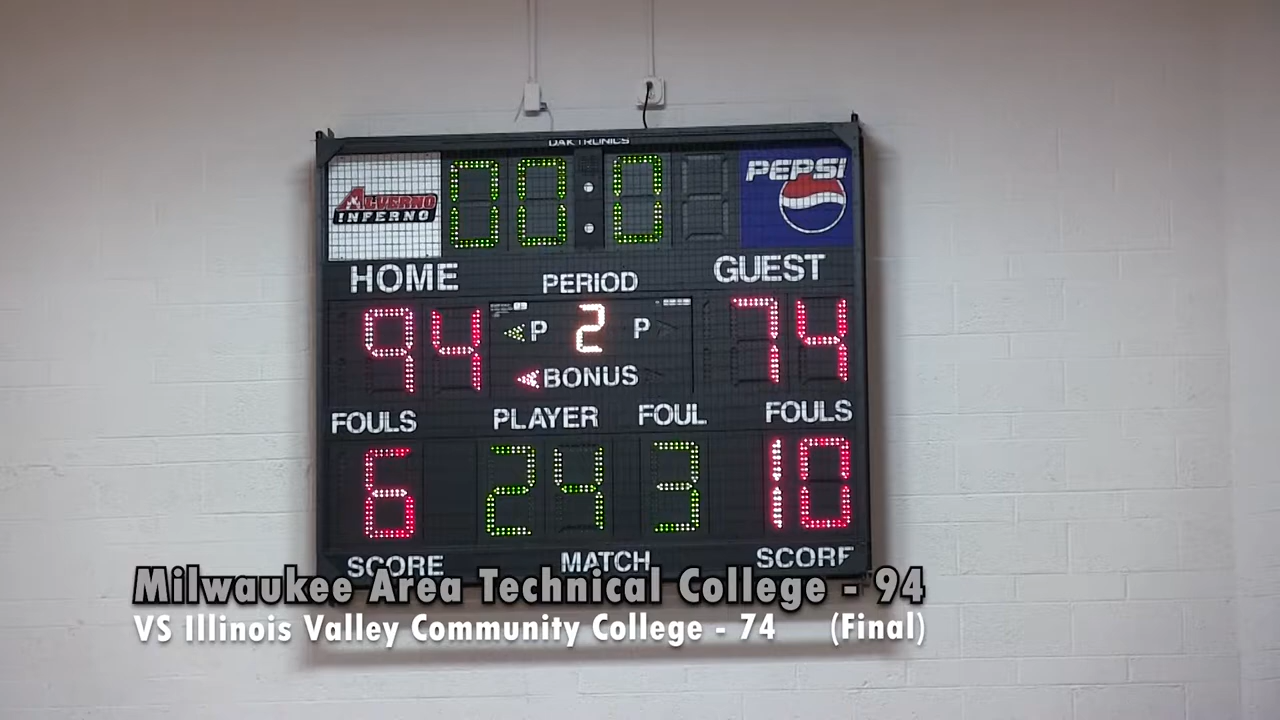 DAKTRONICS
ALVERNO
INFERNO
00:0
PEPSI
HOME
PERIOD
GUEST
94
P 2 P
74
BONUS
FOULS
PLAYER
FOUL
FOULS
6
24
3
10
SCORE
MATCH
SCORE
Milwaukee Area Technical College - 94
VS Illinois Valley Community College - 74 (Final)